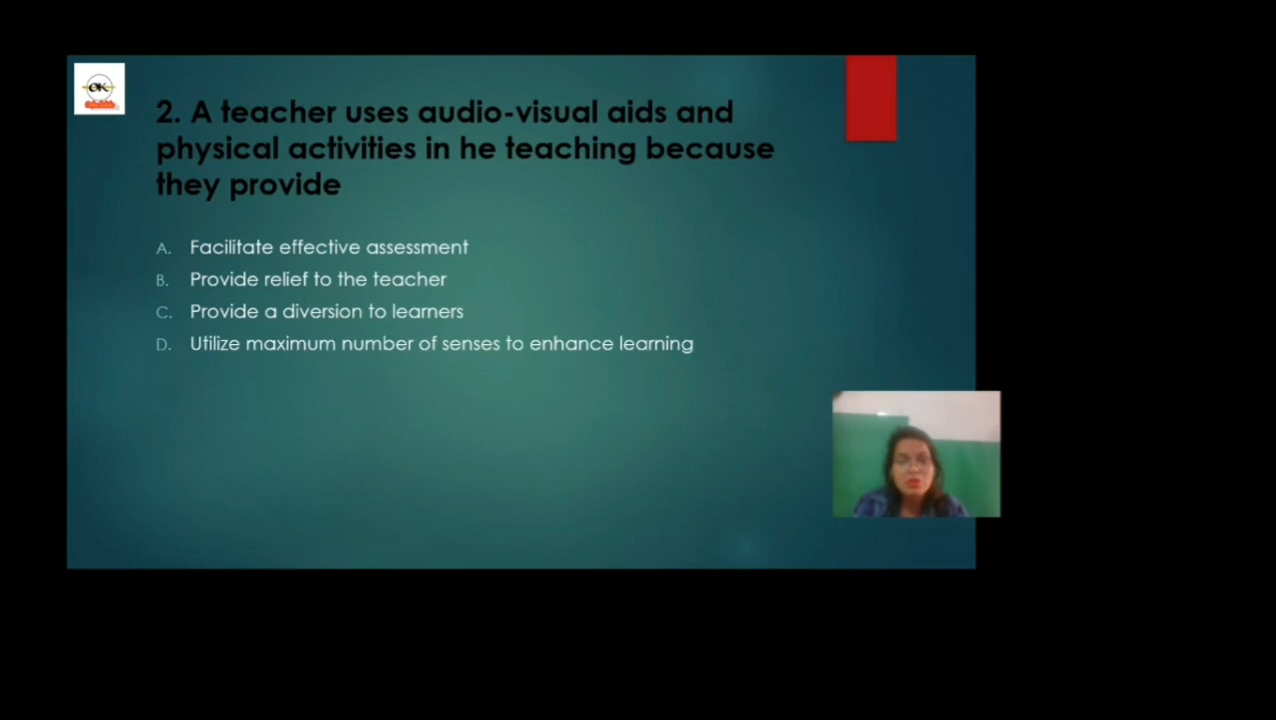 OK
2. A teacher uses audio-visual aids and
physical activities in he teaching because
they provide
A. Facilitate effective assessment
B. Provide relief to the teacher
C. Provide a diversion to learners
D. Utilize maximum number of senses to enhance learning